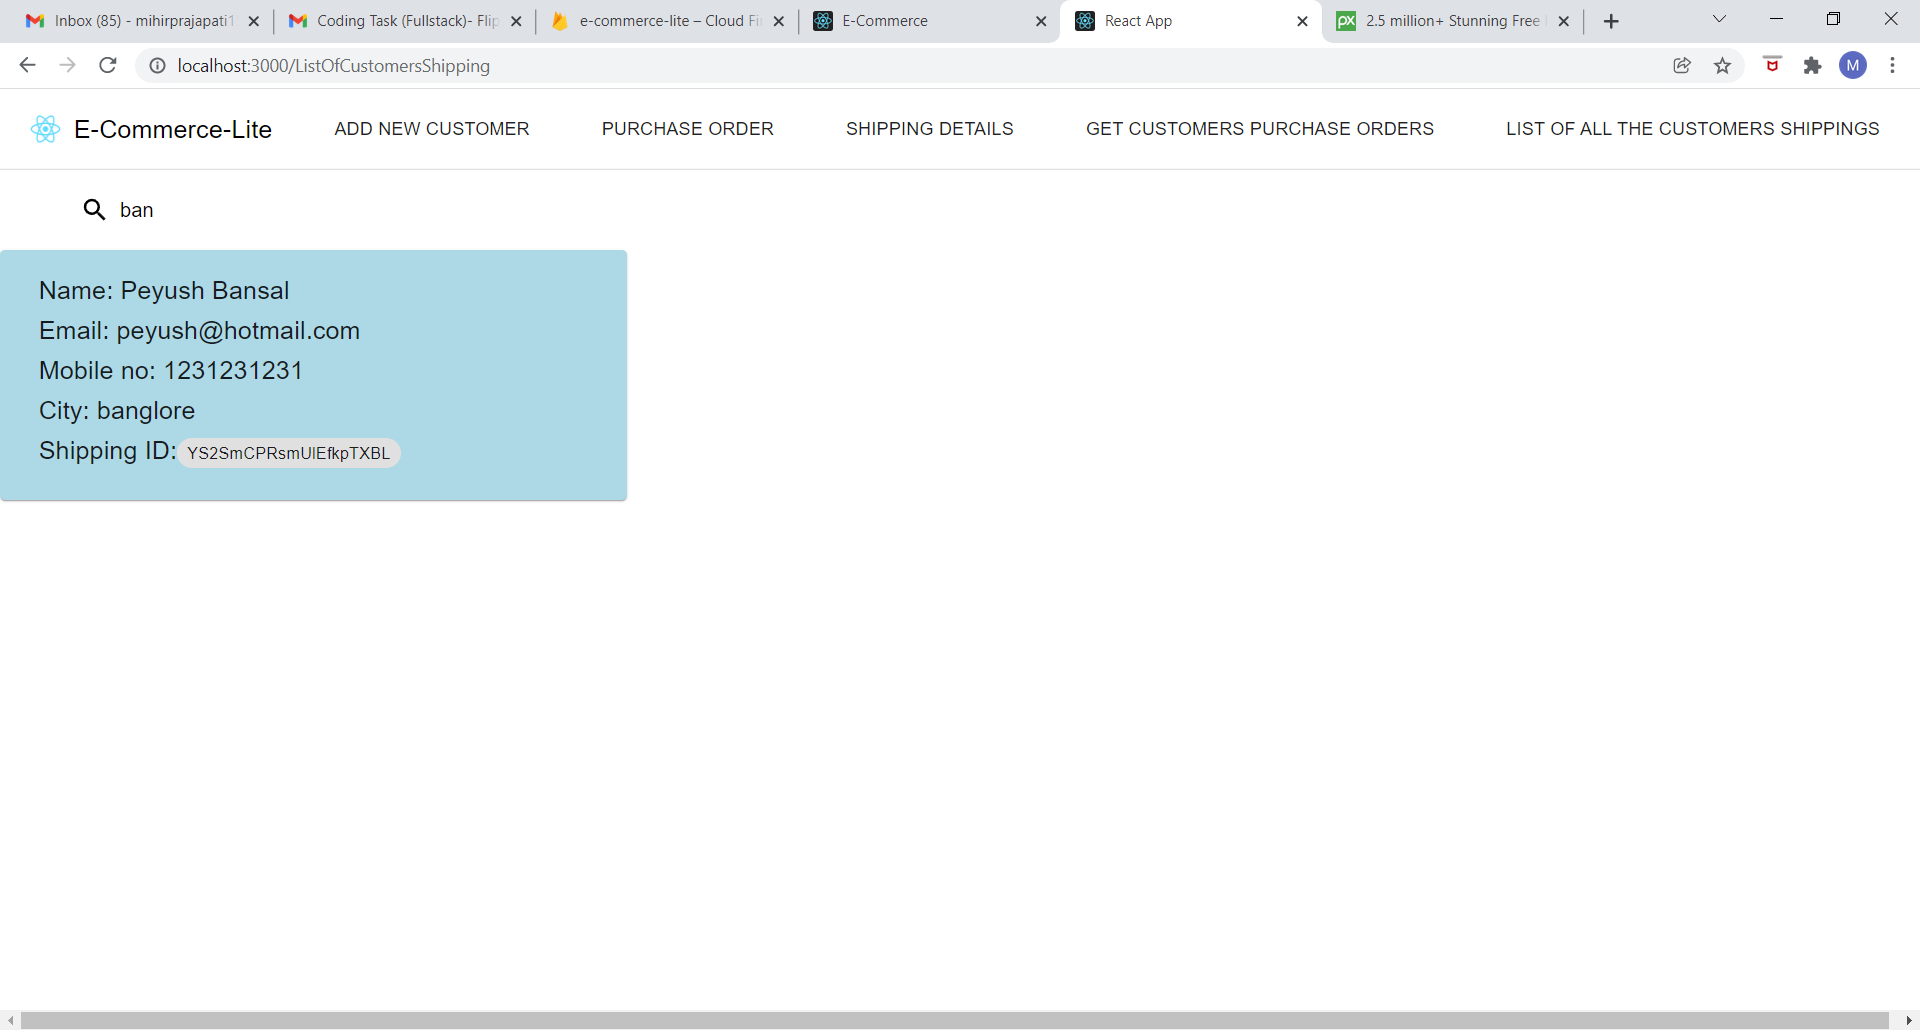 Inbox (85) - mihirprajapati1
Coding Task (Fullstack)- Flip
e-commerce-lite – Cloud Fi
E-Commerce
React App
2.5 million+ Stunning Free
localhost:3000/ListOfCustomersShipping
M
E-Commerce-Lite
ADD NEW CUSTOMER
PURCHASE ORDER
SHIPPING DETAILS
GET CUSTOMERS PURCHASE ORDERS
LIST OF ALL THE CUSTOMERS SHIPPINGS
ban
Name: Peyush Bansal
Email: peyush@hotmail.com
Mobile no: 1231231231
City: banglore
Shipping ID: YS2SmCPRsmUIEfkpTXBL